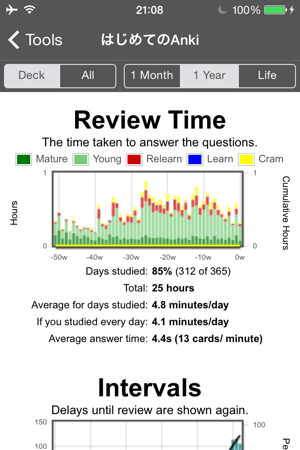 21:08
100%
Tools
はじめてのAnki
Deck All 1 Month 1 Year Life
Review Time
The time taken to answer the questions.
Mature Young Relearn Learn Cram
1 1
Hours
Cumulative Hours
0 0
-50w -40w -30w -20w -10w 0w
Days studied: 85% (312 of 365)
Total: 25 hours
Average for days studied: 4.8 minutes/day
If you studied every day: 4.1 minutes/day
Average answer time: 4.4s (13 cards/ minute)
Intervals
Delays until review are shown again.
150
100
100
Pe